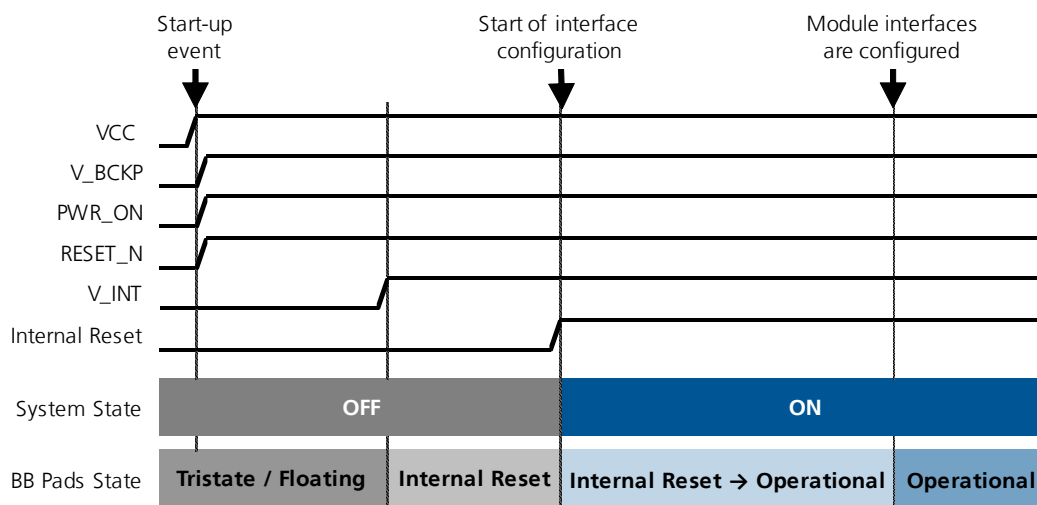 Start-up
event
Start of interface
configuration
Module interfaces
are configured
VCC
V_BCKP
PWR_ON
RESET_N
V_INT
Internal Reset
System State
OFF
ON
BB Pads State
Tristate / Floating
Internal Reset
Internal Reset → Operational
Operational